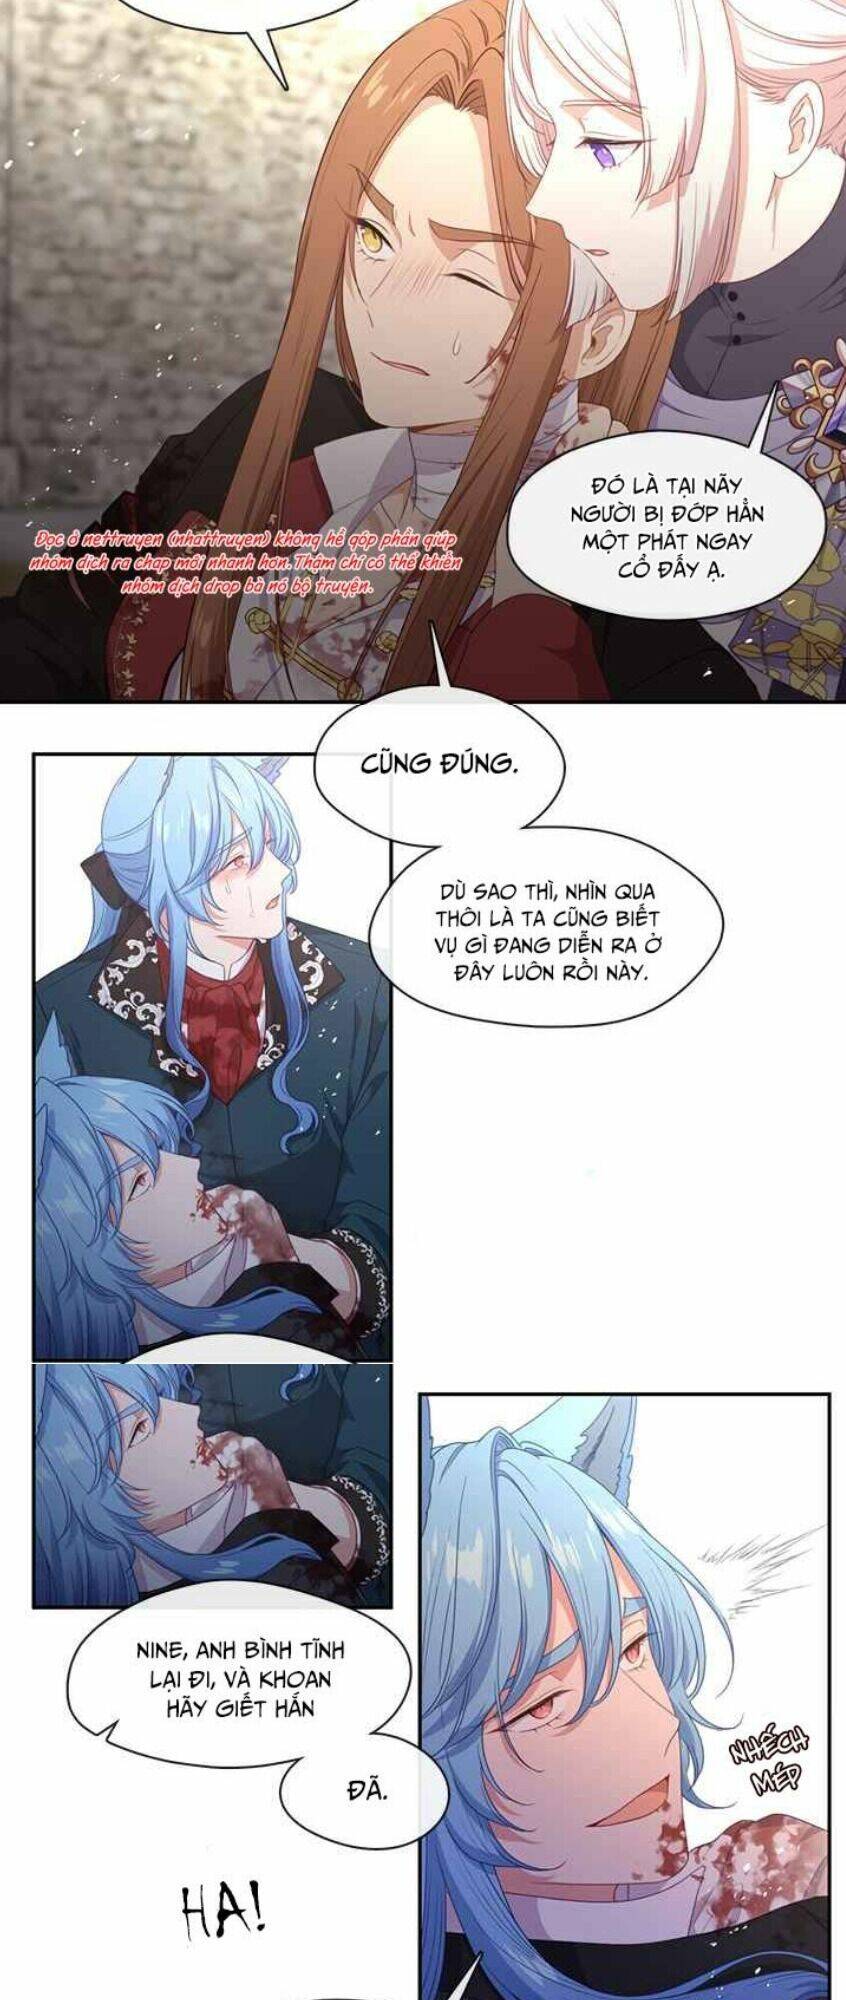 ĐÓ LÀ TẠI NÃY
NGƯỜI BỊ ĐỚP HẲN
MỘT PHÁT NGAY
CỔ ĐẤY Ạ.
Đọc ở nettruyen (nhattruyen) không hề góp phần giúp
nhóm dịch ra chap mới nhanh hơn. Thậm chí có thể khiến
nhóm dịch drop bà nó bộ truyện.
CŨNG ĐÚNG.
DÙ SAO THÌ, NHÌN QUA
THÔI LÀ TA CŨNG BIẾT
VỤ GÌ ĐANG DIỄN RA Ở
ĐÂY LUÔN RỒI NÀY.
NINE, ANH BÌNH TĨNH
LẠI ĐI, VÀ KHOAN
HÃY GIẾT HẮN
ĐÃ.
NHẾCH
MÉP
HA!